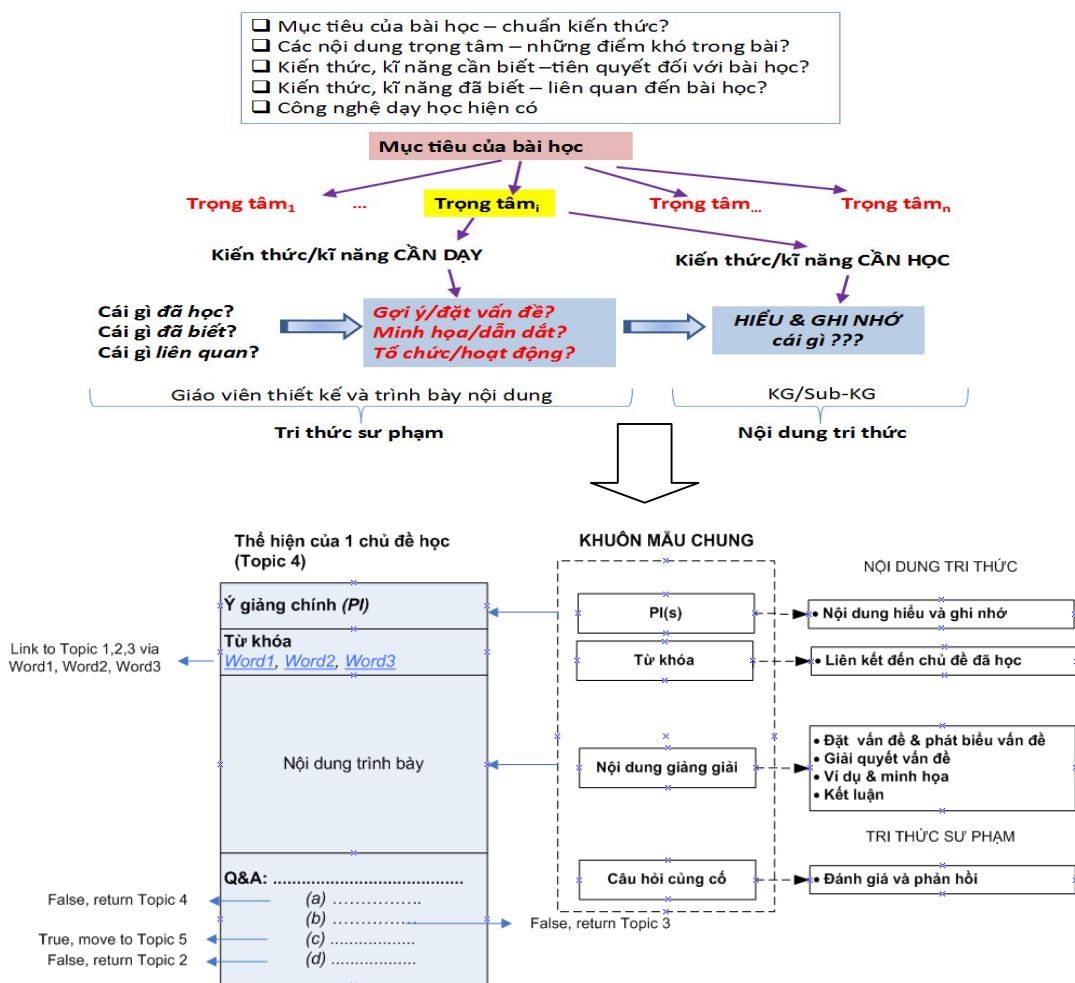 ❑ Mục tiêu của bài học – chuẩn kiến thức?
❑ Các nội dung trọng tâm – những điểm khó trong bài?
❑ Kiến thức, kĩ năng cần biết –tiên quyết đối với bài học?
❑ Kiến thức, kĩ năng đã biết – liên quan đến bài học?
❑ Công nghệ dạy học hiện có
Mục tiêu của bài học
Trọng tâm1 ... Trọng tâmi Trọng tâm... Trọng tâmn
Kiến thức/kĩ năng CẦN DẠY
Kiến thức/kĩ năng CẦN HỌC
Cái gì đã học?
Cái gì đã biết?
Cái gì liên quan?
Gợi ý/đặt vấn đề?
Minh họa/dẫn dắt?
Tổ chức/hoạt động?
HIỂU & GHI NHỚ
cái gì ???
Giáo viên thiết kế và trình bày nội dung
KG/Sub-KG
Tri thức sư phạm
Nội dung tri thức
Thể hiện của 1 chủ đề học
(Topic 4)
Ý giảng chính (PI)
Từ khóa
Word1, Word2, Word3
Link to Topic 1,2,3 via
Word1, Word2, Word3
Nội dung trình bày
Q&A: .....................................
(a) ................
(b) ...............
(c) ...................
(d) ...................
False, return Topic 4
True, move to Topic 5
False, return Topic 2
False, return Topic 3
KHUÔN MẪU CHUNG
PI(s)
Từ khóa
Nội dung giảng giải
Câu hỏi củng cố
NỘI DUNG TRI THỨC
• Nội dung hiểu và ghi nhớ
• Liên kết đến chủ đề đã học
• Đặt vấn đề & phát biểu vấn đề
• Giải quyết vấn đề
• Ví dụ & minh họa
• Kết luận
TRI THỨC SƯ PHẠM
• Đánh giá và phản hồi